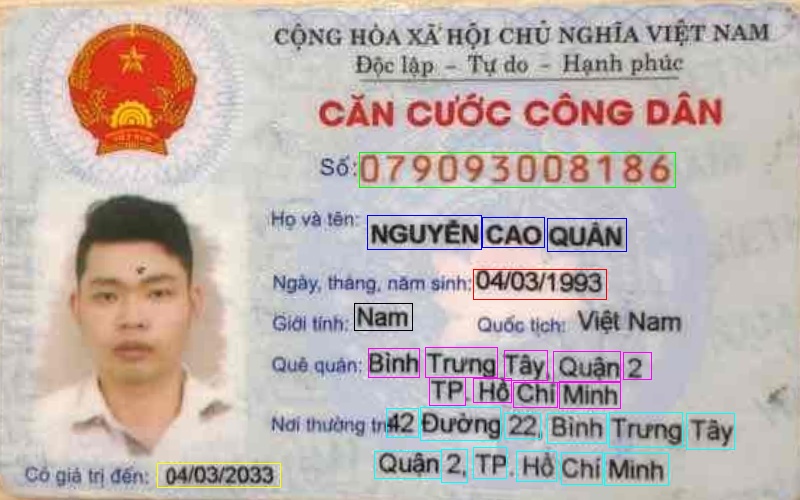 CỘNG HÒA XÃ HỘI CHỦ NGHĨA VIỆT NAM
Độc lập - Tự do - Hạnh phúc
CĂN CƯỚC CÔNG DÂN
Số: 079093008186
Họ và tên: NGUYỄN CAO QUÂN
Ngày, tháng, năm sinh: 04/03/1993
Giới tính: Nam Quốc tịch: Việt Nam
Quê quán: Bình Trưng Tây, Quận 2
TP. Hồ Chí Minh
Nơi thường trú: 42 Đường 22, Bình Trưng Tây
Quận 2, TP. Hồ Chí Minh
Có giá trị đến: 04/03/2033